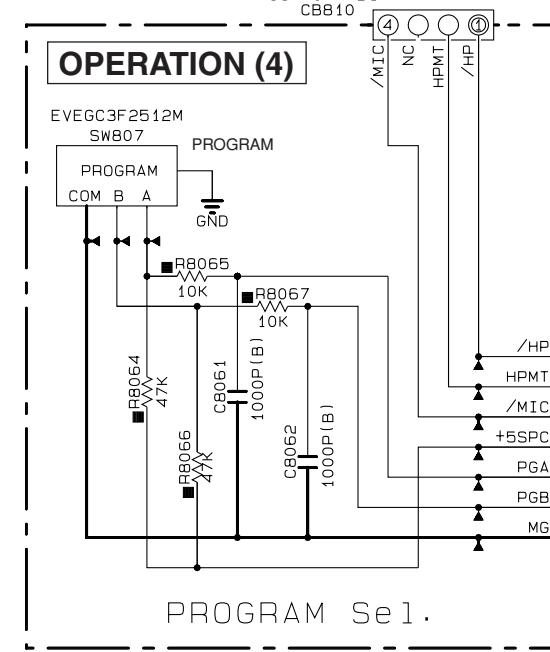 CB810
4 1
/MIC NC HPMT /HP
OPERATION (4)
EVEGC3F2512M
SW807
PROGRAM
PROGRAM
COM B A
GND
R8065
10K
R8067
10K
R8064
47K
C8061
1000P(B)
R8066
47K
C8062
1000P(B)
/HP
HPMT
/MIC
+5SPC
PGA
PGB
MG
PROGRAM Sel.